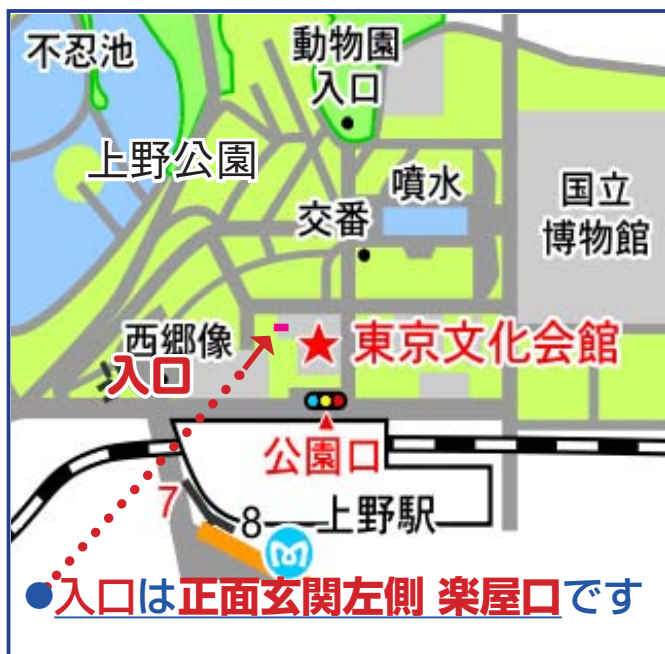 不忍池
動物園
入口
上野公園
噴水
国立
博物館
交番
西郷像
入口
東京文化会館
公園口
7
8
上野駅
●入口は正面玄関左側 楽屋口です